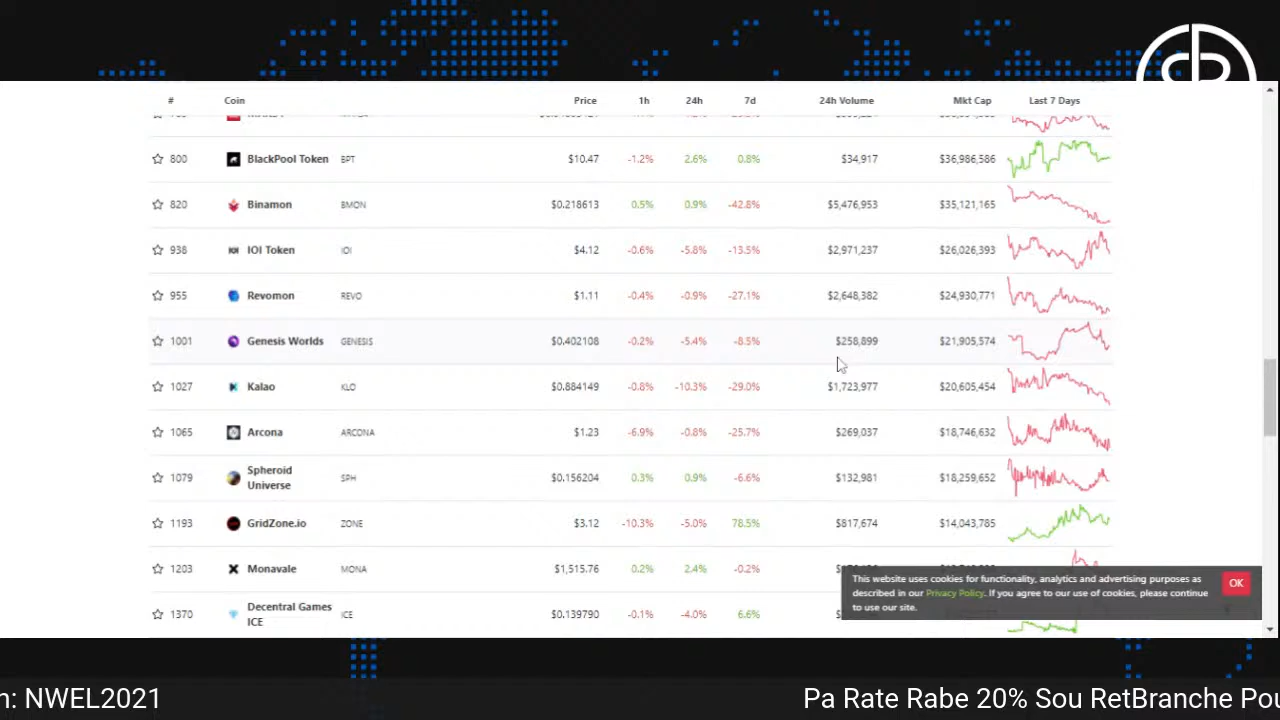 # Coin Price 1h 24h 7d 24h Volume Mkt Cap Last 7 Days
800 BlackPool Token BPT $10.47 -1.2% 2.6% 0.8% $34,917 $36,986,586
820 Binamon BMON $0.218613 0.5% 0.9% -42.8% $5,476,953 $35,121,165
938 IOI Token IOI $4.12 -0.6% -5.8% -13.5% $2,971,237 $26,026,393
955 Revomon REVO $1.11 -0.4% -0.9% -27.1% $2,648,382 $24,930,771
1001 Genesis Worlds GENESIS $0.402108 -0.2% -5.4% -8.5% $258,899 $21,905,574
1027 Kalao KLO $0.884149 -0.8% -10.3% -29.0% $1,723,977 $20,605,454
1065 Arcona ARCONA $1.23 -6.9% -0.8% -25.7% $269,037 $18,746,632
1079 Spheroid Universe SPH $0.156204 0.3% 0.9% -6.6% $132,981 $18,259,652
1193 GridZone.io ZONE $3.12 -10.3% -5.0% 78.5% $817,674 $14,043,785
1203 Monavale MONA $1,515.76 0.2% 2.4% -0.2%
1370 Decentral Games ICE ICE $0.139790 -0.1% -4.0% 6.6%
This website uses cookies for functionality, analytics and advertising purposes as
described in our Privacy Policy. If you agree to our use of cookies, please continue
to use our site.
OK
n: NWEL2021 Pa Rate Rabe 20% Sou RetBranche Pou